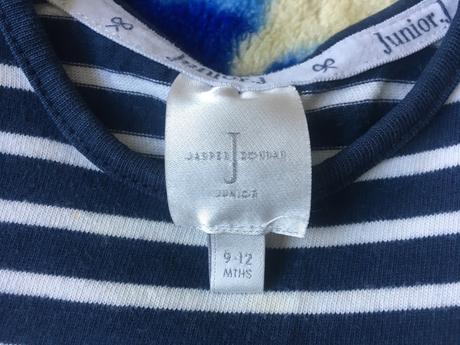 Junior J
J
JASPER CONRAN
JUNIOR
9-12
MTHS